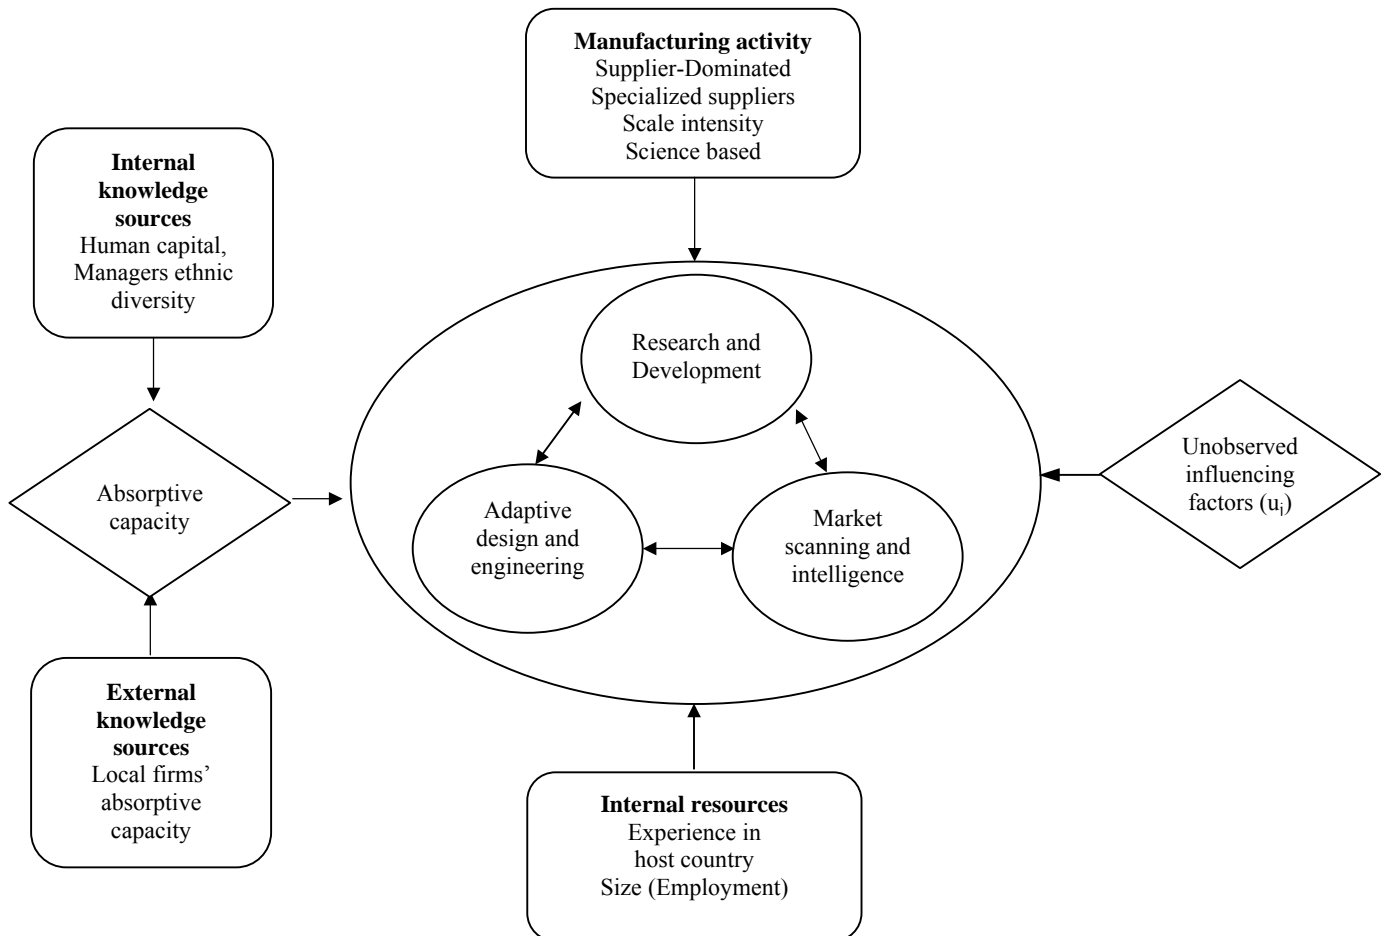 Manufacturing activity
Supplier-Dominated
Specialized suppliers
Scale intensity
Science based
Internal
knowledge
sources
Human capital,
Managers ethnic
diversity
Research and
Development
Absorptive
capacity
Adaptive
design and
engineering
Market
scanning and
intelligence
Unobserved
influencing
factors (uj)
External
knowledge
sources
Local firms’
absorptive
capacity
Internal resources
Experience in
host country
Size (Employment)